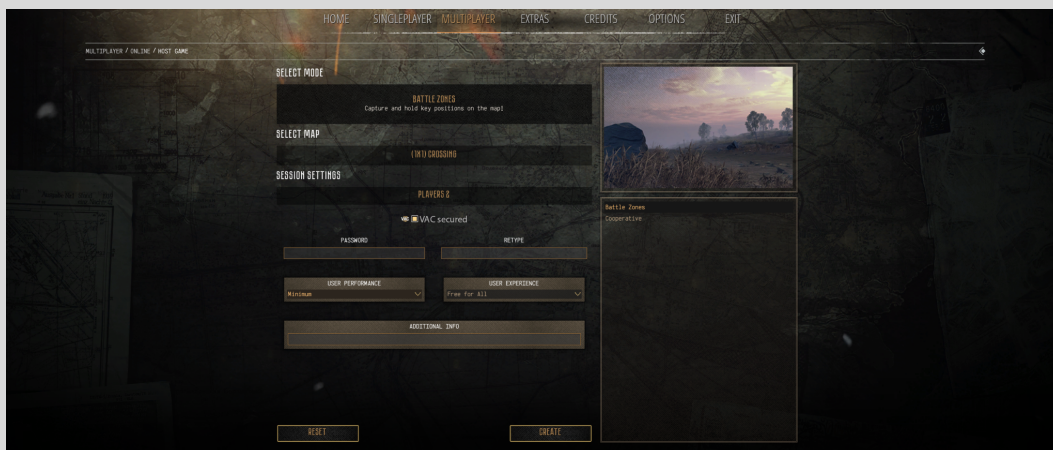 HOME SINGLEPLAYER MULTIPLAYER EXTRAS CREDITS OPTIONS EXIT
MULTIPLAYER / ONLINE / HOST GAME
SELECT MODE
BATTLE ZONES
Capture and hold key positions on the map!
SELECT MAP
(1N1) CROSSING
SESSION SETTINGS
PLAYERS 2
VAC secured
PASSWORD RETYPE
USER PERFORMANCE USER EXPERIENCE
Minimum Free for All
ADDITIONAL INFO
RESET CREATE
Battle Zones
Cooperative